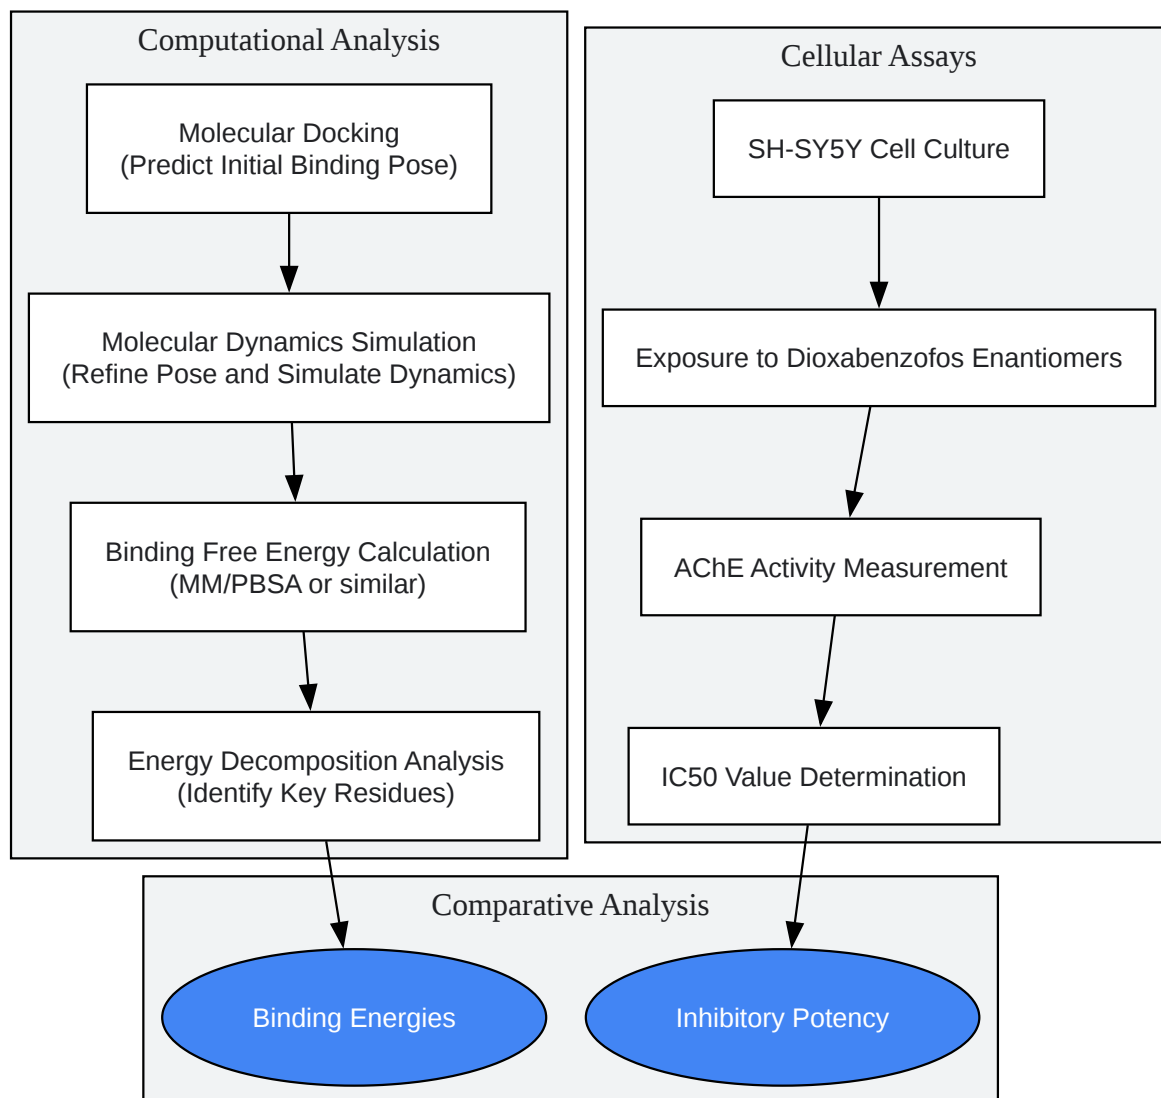 Computational Analysis
Molecular Docking
(Predict Initial Binding Pose)
Molecular Dynamics Simulation
(Refine Pose and Simulate Dynamics)
Binding Free Energy Calculation
(MM/PBSA or similar)
Energy Decomposition Analysis
(Identify Key Residues)
Cellular Assays
SH-SY5Y Cell Culture
Exposure to Dioxabenzofos Enantiomers
AChE Activity Measurement
IC50 Value Determination
Comparative Analysis
Binding Energies
Inhibitory Potency